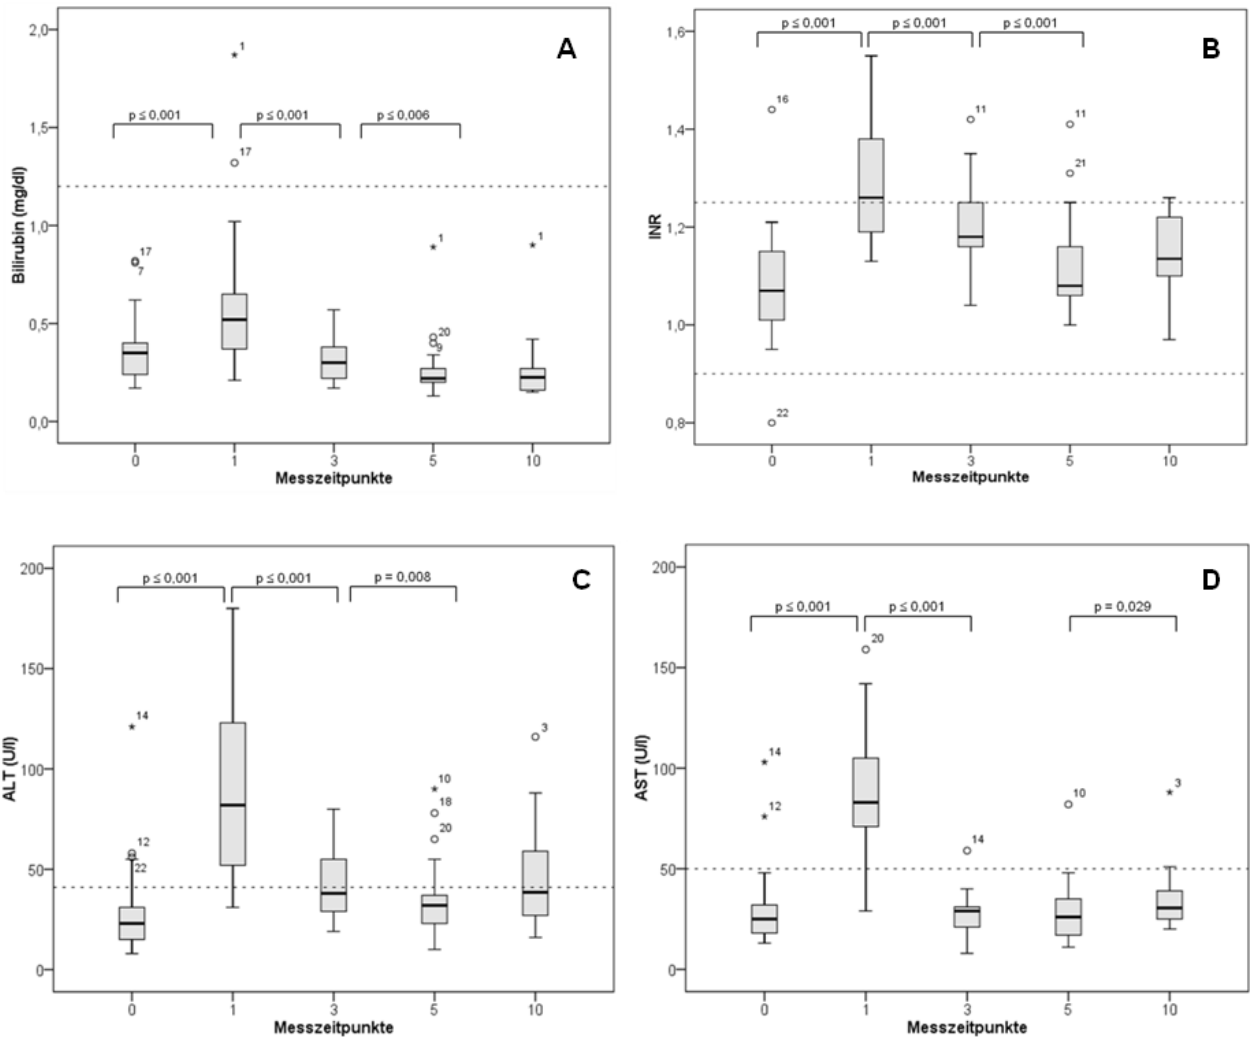 A
2,0
1
p ≤ 0,001 p ≤ 0,001 p ≤ 0,006
1,5
17
Bilirubin (mg/dl)
1,0
17
7
1
1
0,5
20
9
0,0
0 1 3 5 10
Messzeitpunkte
B
p ≤ 0,001 p ≤ 0,001 p ≤ 0,001
1,6
16
11
11
1,4
21
INR
1,2
1,0
22
0,8
0 1 3 5 10
Messzeitpunkte
C
200
p ≤ 0,001 p ≤ 0,001 p = 0,008
150
14
3
ALT (U/l)
100
10
18
20
12
22
50
0
0 1 3 5 10
Messzeitpunkte
D
200
p ≤ 0,001 p ≤ 0,001 p = 0,029
20
150
14
AST (U/l)
100
12
10
3
14
50
0
0 1 3 5 10
Messzeitpunkte